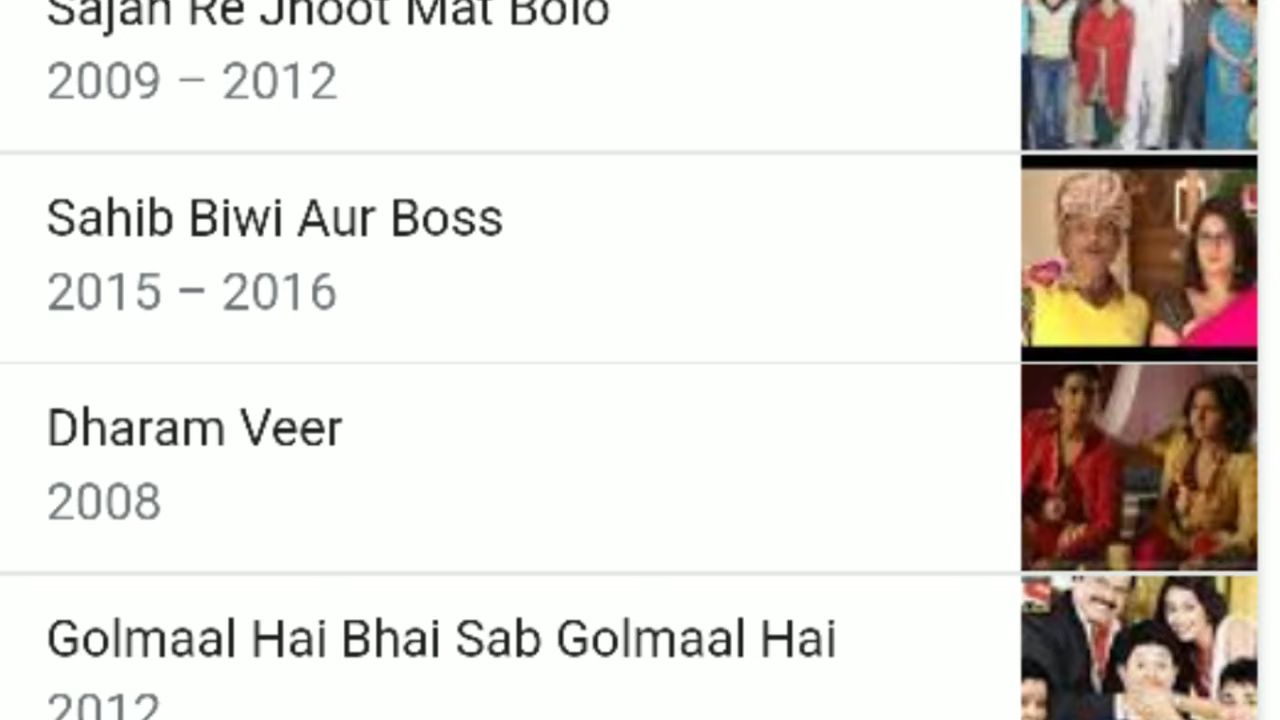 Sajan Re Jhoot Mat Bolo
2009 – 2012
Sahib Biwi Aur Boss
2015 – 2016
Dharam Veer
2008
Golmaal Hai Bhai Sab Golmaal Hai
2012